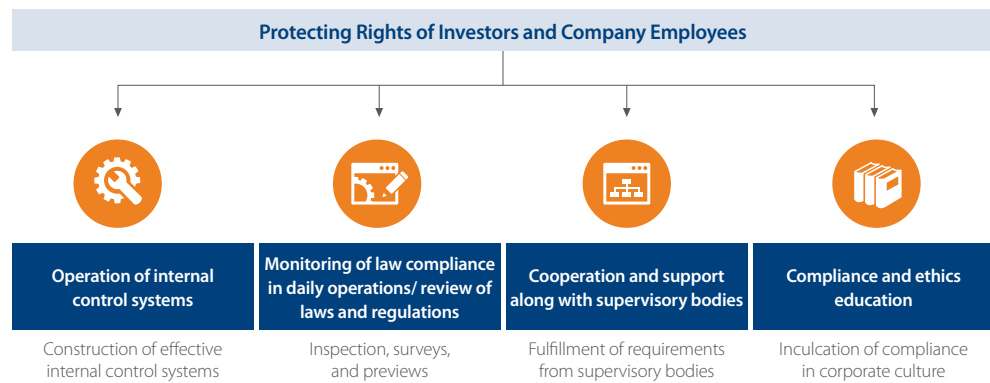 Protecting Rights of Investors and Company Employees
Operation of internal
control systems
Monitoring of law compliance
in daily operations/ review of
laws and regulations
Cooperation and support
along with supervisory bodies
Compliance and ethics
education
Construction of effective
internal control systems
Inspection, surveys,
and previews
Fulfillment of requirements
from supervisory bodies
Inculcation of compliance
in corporate culture